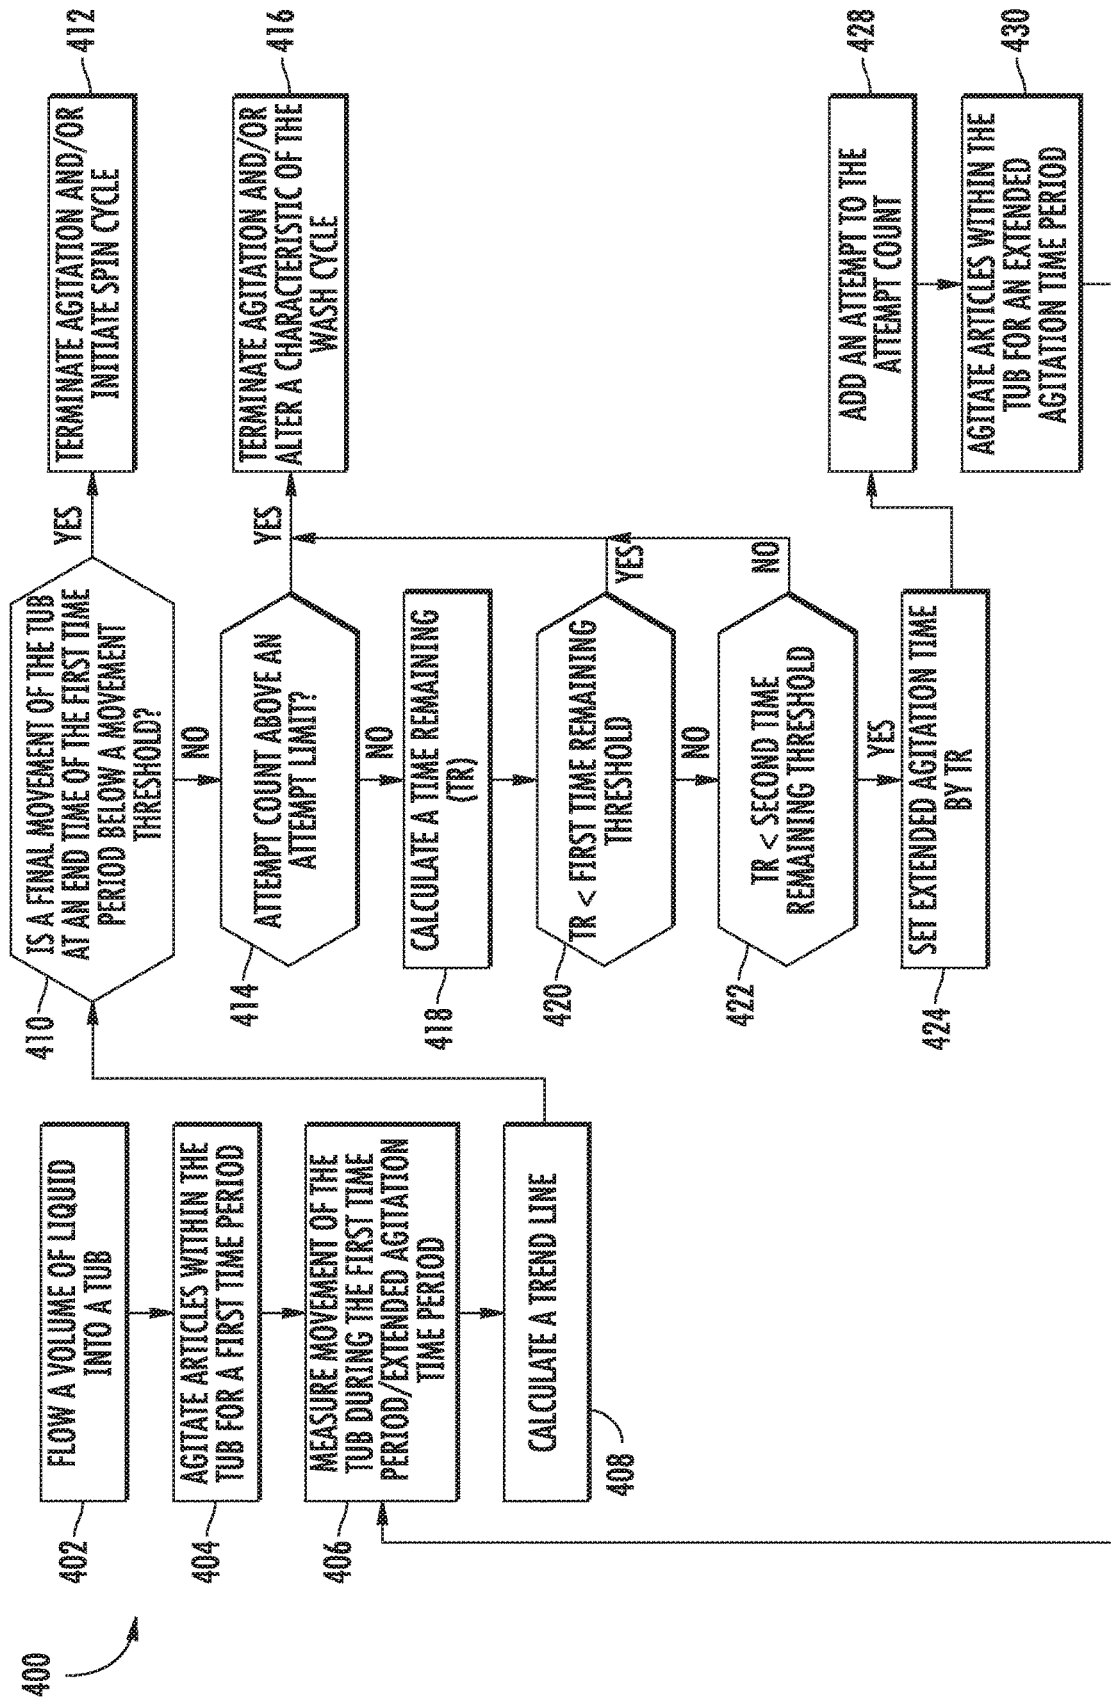 400
402
FLOW A VOLUME OF LIQUID
INTO A TUB
404
AGITATE ARTICLES WITHIN THE
TUB FOR A FIRST TIME PERIOD
406
MEASURE MOVEMENT OF THE
TUB DURING THE FIRST TIME
PERIOD/EXTENDED AGITATION
TIME PERIOD
CALCULATE A TREND LINE
408
410
IS A FINAL MOVEMENT OF THE TUB
AT AN END TIME OF THE FIRST TIME
PERIOD BELOW A MOVEMENT
THRESHOLD?
YES
NO
TERMINATE AGITATION AND/OR
INITIATE SPIN CYCLE
412
414
ATTEMPT COUNT ABOVE AN
ATTEMPT LIMIT?
YES
NO
TERMINATE AGITATION AND/OR
ALTER A CHARACTERISTIC OF THE
WASH CYCLE
416
418
CALCULATE A TIME REMAINING
(TR)
420
TR < FIRST TIME REMAINING
THRESHOLD
YES
NO
422
TR < SECOND TIME
REMAINING THRESHOLD
NO
YES
424
SET EXTENDED AGITATION TIME
BY TR
ADD AN ATTEMPT TO THE
ATTEMPT COUNT
428
AGITATE ARTICLES WITHIN THE
TUB FOR AN EXTENDED
AGITATION TIME PERIOD
430